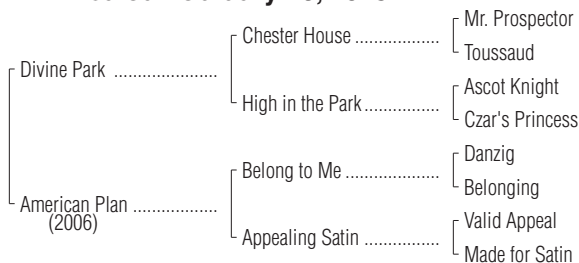 Mr. Prospector
Chester House ...................
Toussaud
Divine Park .......................
Ascot Knight
High in the Park .................
Czar's Princess
Danzig
Belong to Me .....................
Belonging
American Plan ...................
(2006)
Valid Appeal
Appealing Satin .................
Made for Satin